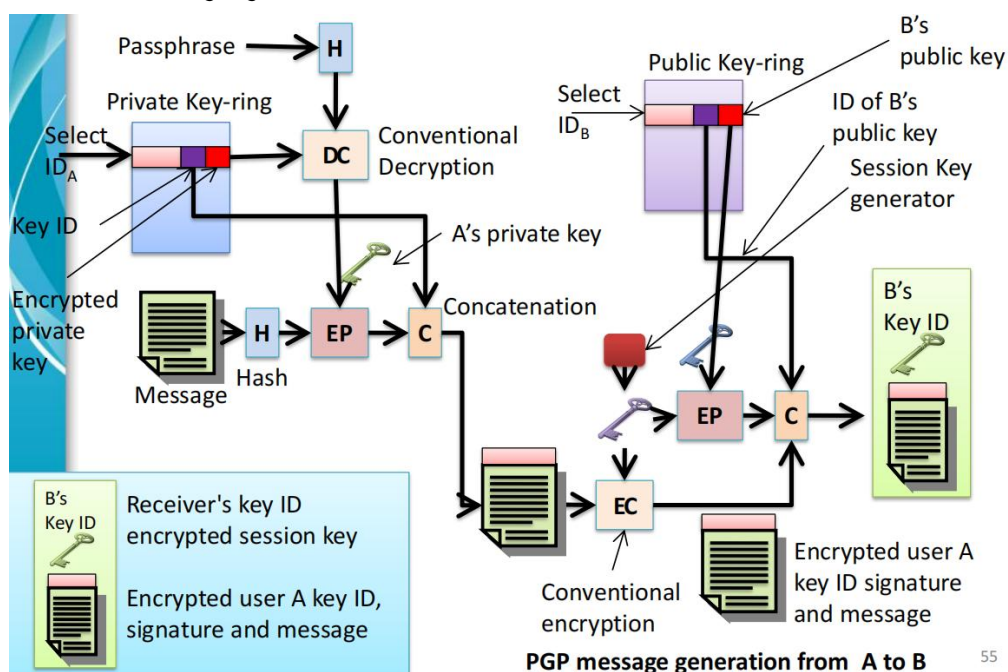 Passphrase
H
B's
public key
Private Key-ring
Public Key-ring
Select
ID_A
Select
ID_B
DC
Conventional
Decryption
ID of B's
public key
Session Key
generator
Key ID
A's private key
Encrypted
private
key
Concatenation
H
EP
C
Hash
Message
B's
Key ID
EP
C
EC
B's
Key ID
Receiver's key ID
encrypted session key
Encrypted user A key ID,
signature and message
Conventional
encryption
Encrypted user A
key ID signature
and message
PGP message generation from A to B
55